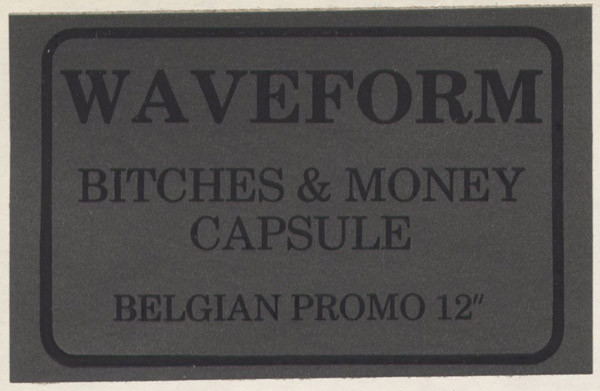 WAVEFORM
BITCHES & MONEY
CAPSULE
BELGIAN PROMO 12″